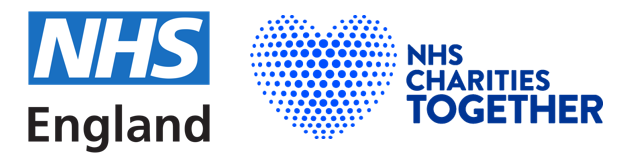 NHS
England
NHS
CHARITIES
TOGETHER